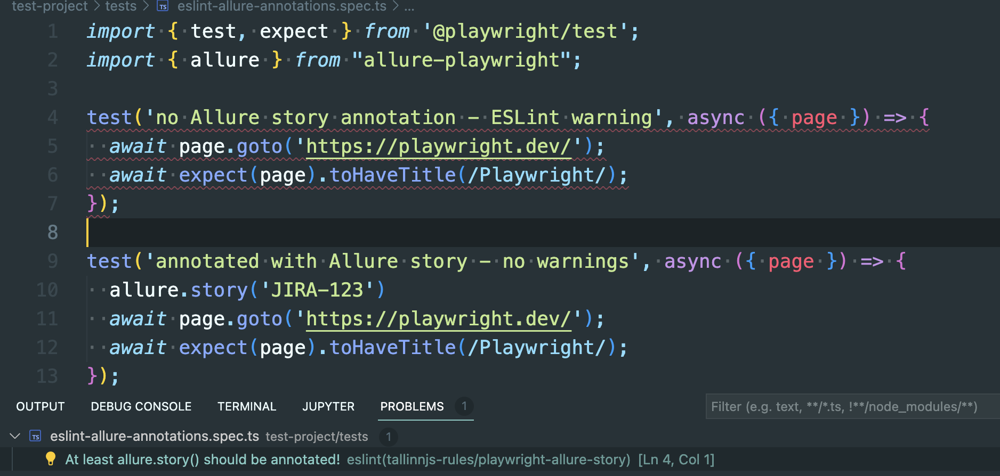 test-project > tests > TS eslint-allure-annotations.spec.ts > ...
1 import { test, expect } from '@playwright/test';
2 import { allure } from "allure-playwright";
3
4 test('no Allure story annotation - ESLint warning', async ({ page }) => {
5   await page.goto('https://playwright.dev/');
6   await expect(page).toHaveTitle(/Playwright/);
7 });
8
9 test('annotated with Allure story - no warnings', async ({ page }) => {
10   allure.story('JIRA-123')
11   await page.goto('https://playwright.dev/');
12   await expect(page).toHaveTitle(/Playwright/);
13 });
OUTPUT DEBUG CONSOLE TERMINAL JUPYTER PROBLEMS 1 Filter (e.g. text, **/*.ts, !**/node_modules/**)
TS eslint-allure-annotations.spec.ts test-project/tests 1
At least allure.story() should be annotated! eslint(tallinnjs-rules/playwright-allure-story) [Ln 4, Col 1]